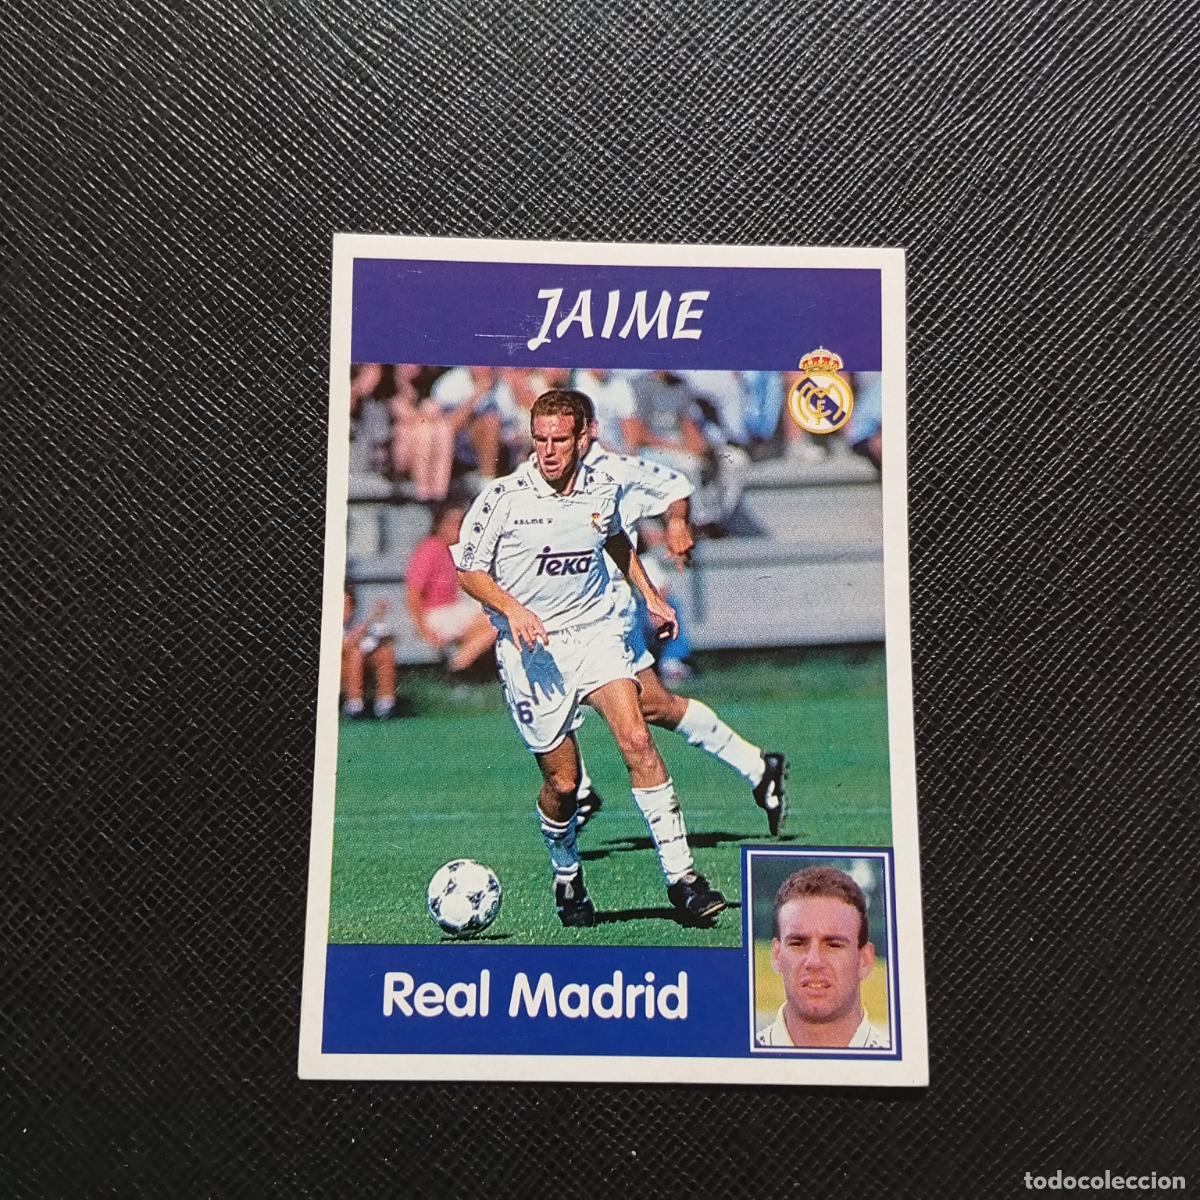 JAIME
KELME
Teka
6
Real Madrid
todocoleccion